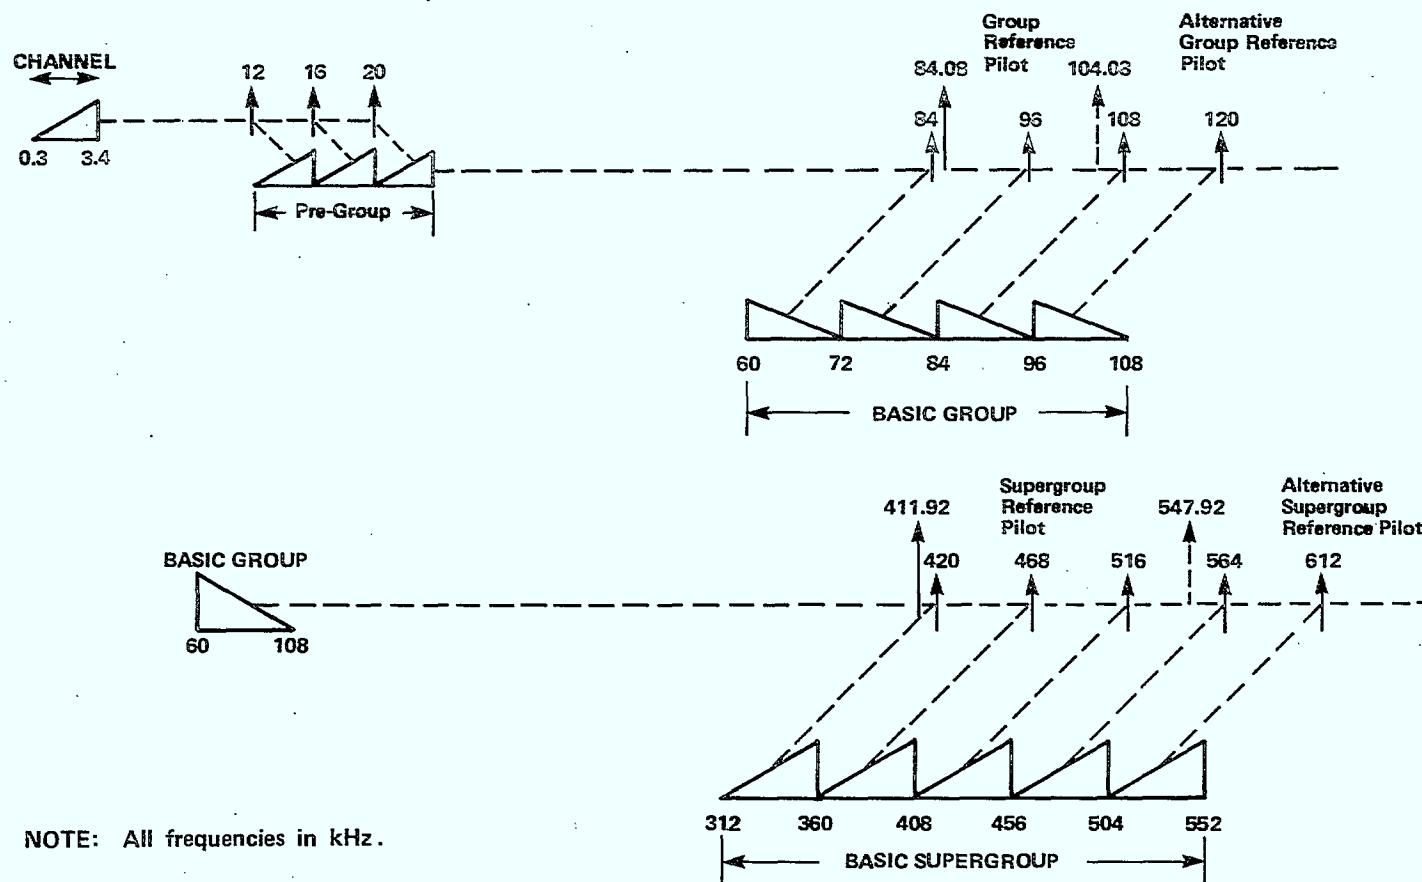 Group
Reference
Pilot
Alternative
Group Reference
Pilot
CHANNEL
12 16 20
84.08 104.08
84 96 108 120
0.3 3.4
Pre-Group
60 72 84 96 108
BASIC GROUP
Supergroup
Reference
Pilot
Alternative
Supergroup
Reference Pilot
411.92 547.92
420 468 516 564 612
BASIC GROUP
60 108
312 360 408 456 504 552
NOTE: All frequencies in kHz.
BASIC SUPERGROUP